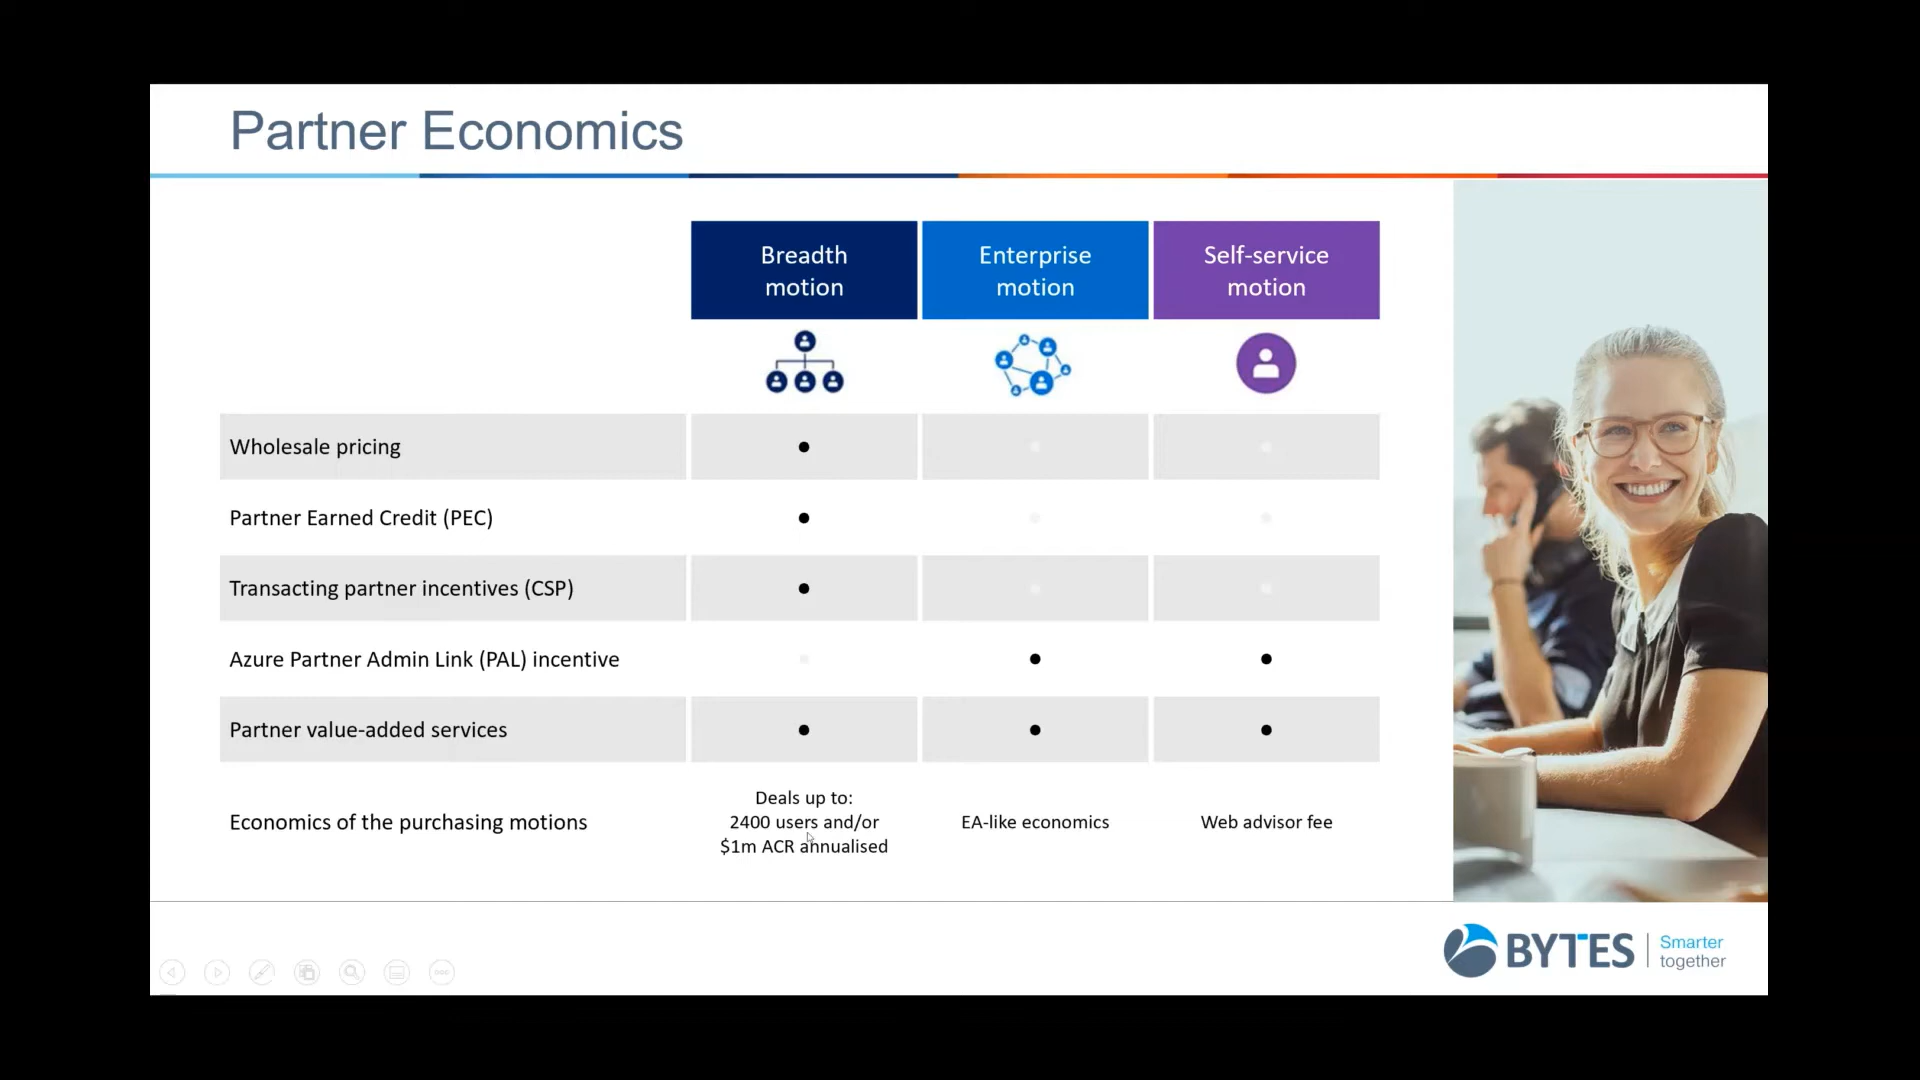 Partner Economics
Breadth
motion
Enterprise
motion
Self-service
motion
Wholesale pricing
Partner Earned Credit (PEC)
Transacting partner incentives (CSP)
Azure Partner Admin Link (PAL) incentive
Partner value-added services
Economics of the purchasing motions
Deals up to:
2400 users and/or
$1m ACR annualised
EA-like economics
Web advisor fee
BYTES
Smarter
together